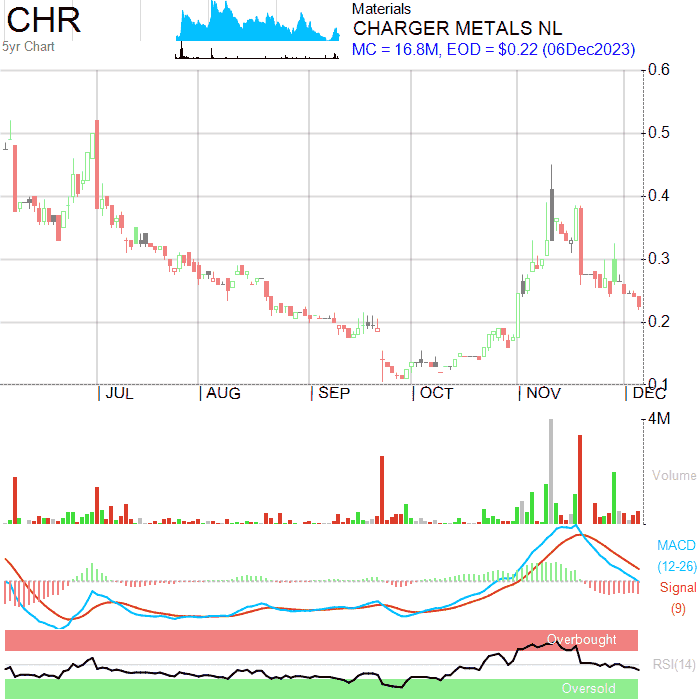 CHR
5yr Chart
Materials
CHARGER METALS NL
MC = 16.8M, EOD = $0.22 (06Dec2023)
0.6
0.5
0.4
0.3
0.2
0.1
JUL AUG SEP OCT NOV DEC
4M
Volume
MACD
(12-26)
Signal
(9)
Overbought
RSI(14)
Oversold